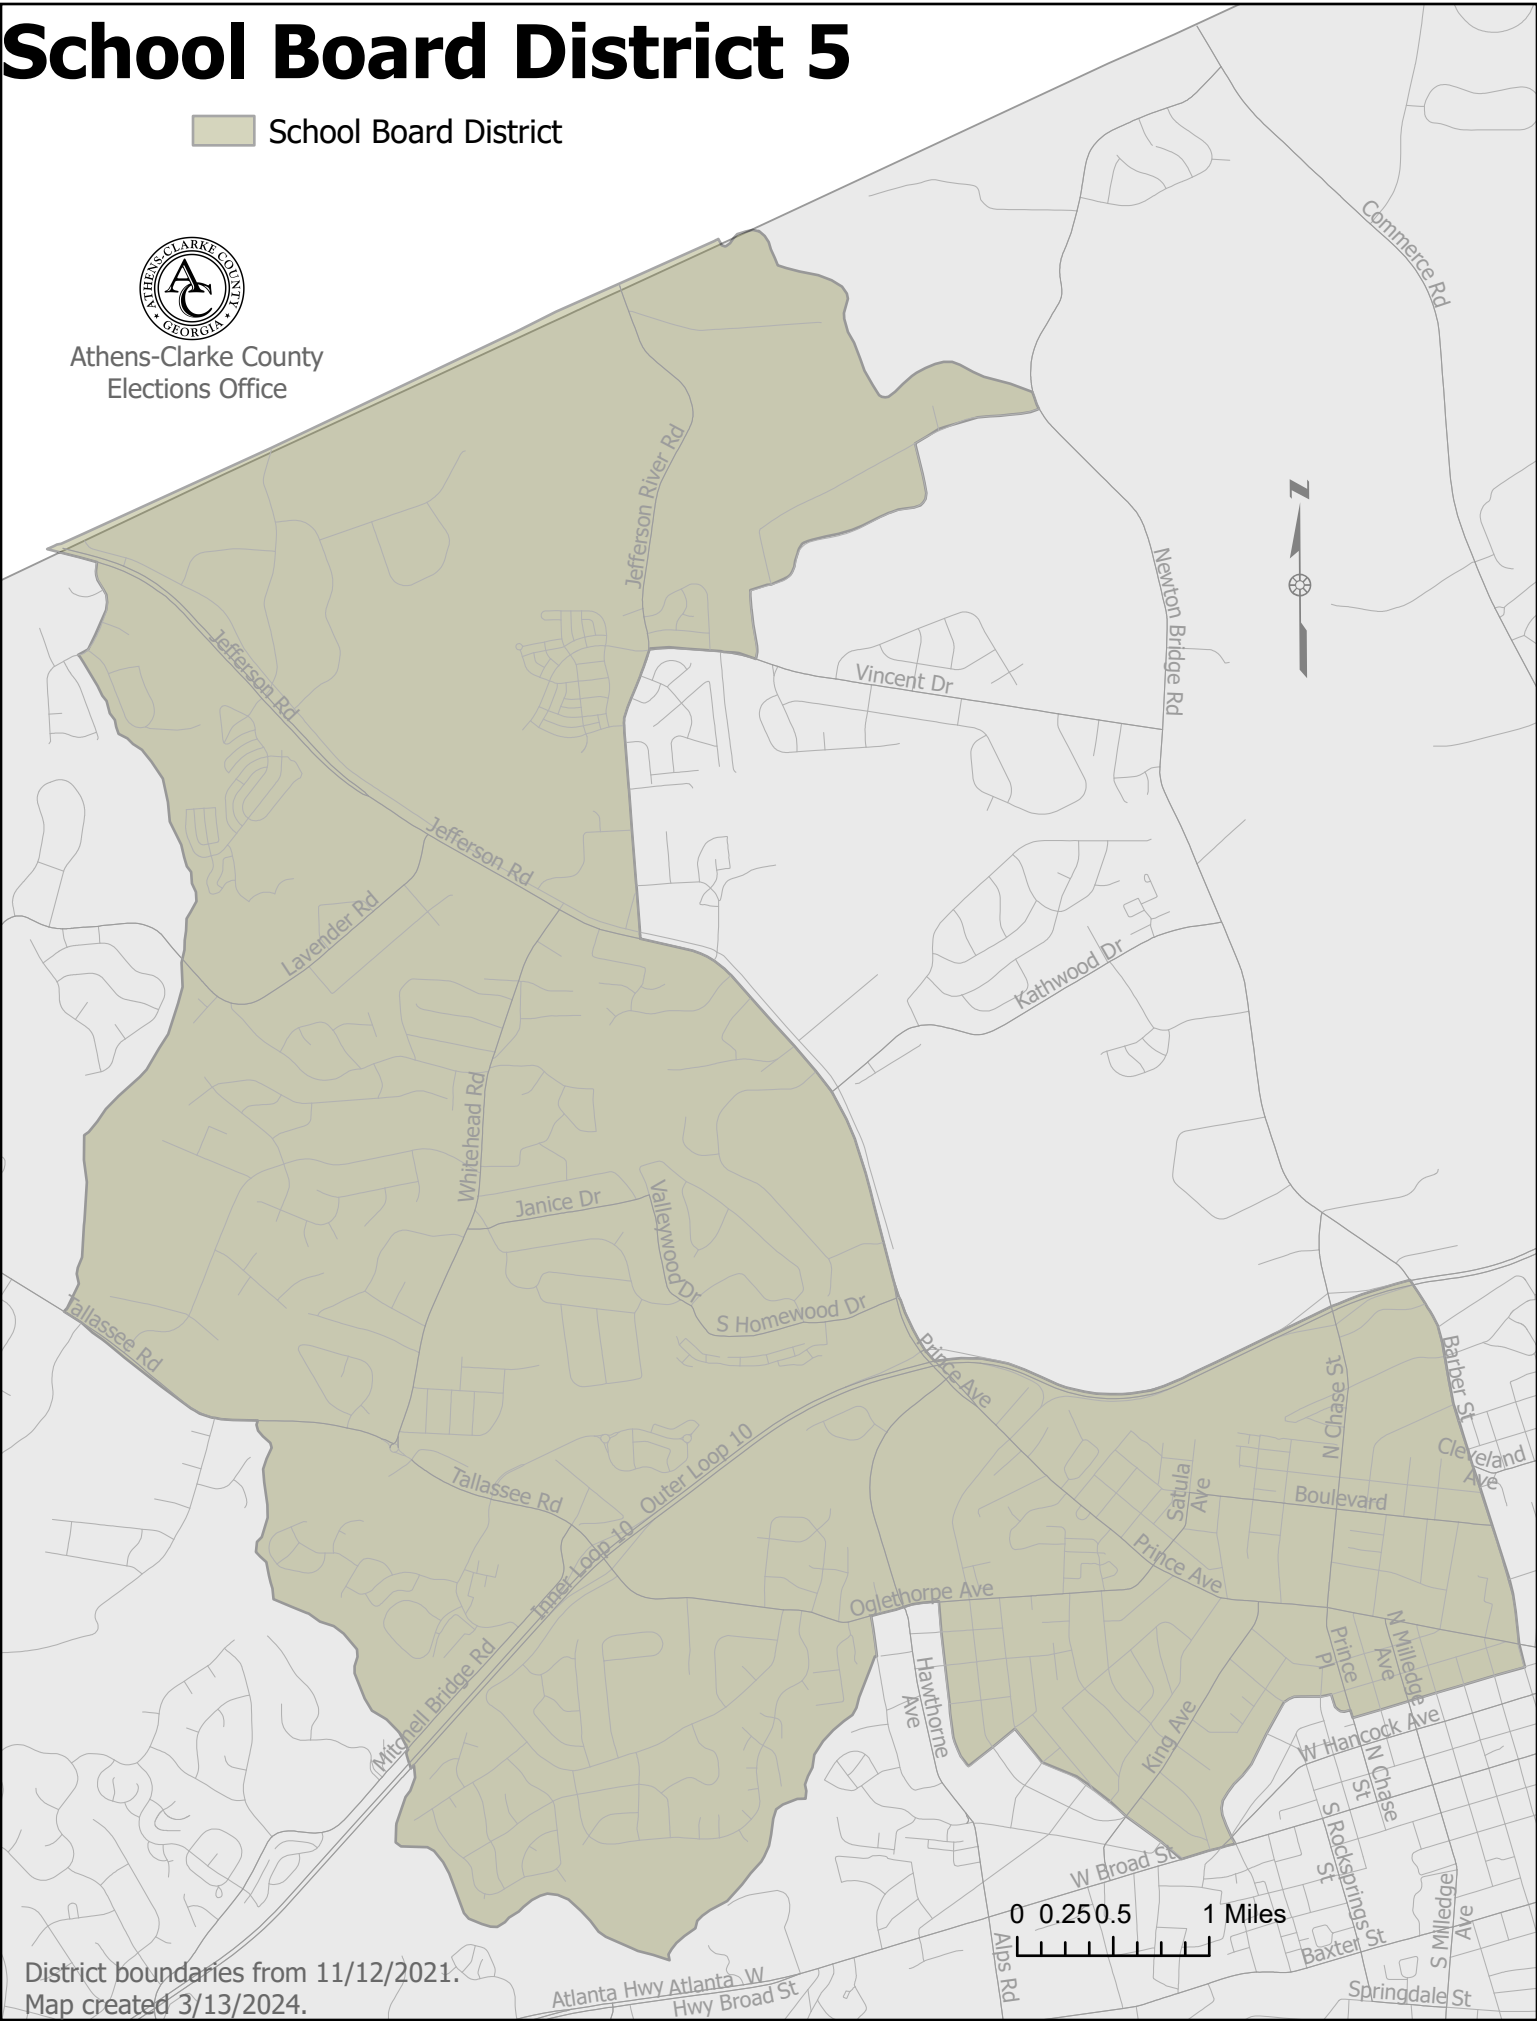 School Board District 5
School Board District
ATHENS-CLARKE COUNTY
GEORGIA
AC
Athens-Clarke County
Elections Office
Commerce Rd
Jefferson River Rd
N
Newton Bridge Rd
Jefferson Rd
Vincent Dr
Jefferson Rd
Lavender Rd
Kathwood Dr
Whitehead Rd
Janice Dr
Valleywood Dr
S Homewood Dr
Tallassee Rd
Prince Ave
Barber St
N Chase St
Cleveland
Ave
Outer Loop 10
Tallassee Rd
Satula
Ave
Boulevard
Inner Loop 10
Prince Ave
Oglethorpe Ave
Mitchell Bridge Rd
Hawthorne
Ave
Prince
Pl
N Milledge
Ave
King Ave
W Hancock Ave
N Chase
St
S Rocksprings
St
W Broad St
S Milledge
Ave
0 0.25 0.5 1 Miles
Alps Rd
Baxter St
Springdale St
Atlanta Hwy
Atlanta
Hwy
W
Broad St
District boundaries from 11/12/2021.
Map created 3/13/2024.